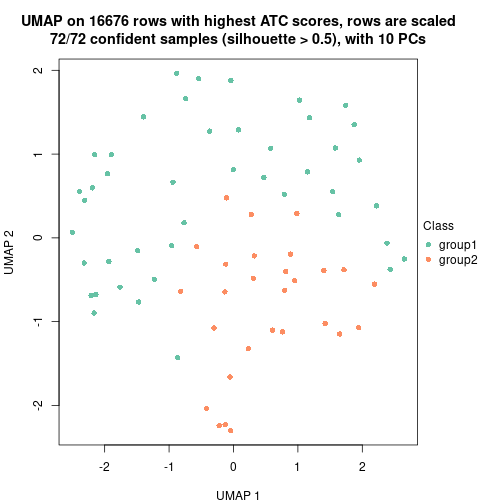 UMAP on 16676 rows with highest ATC scores, rows are scaled
72/72 confident samples (silhouette > 0.5), with 10 PCs
2
1
0
-1
-2
UMAP 2
-2
-1
0
1
2
UMAP 1
Class
group1
group2